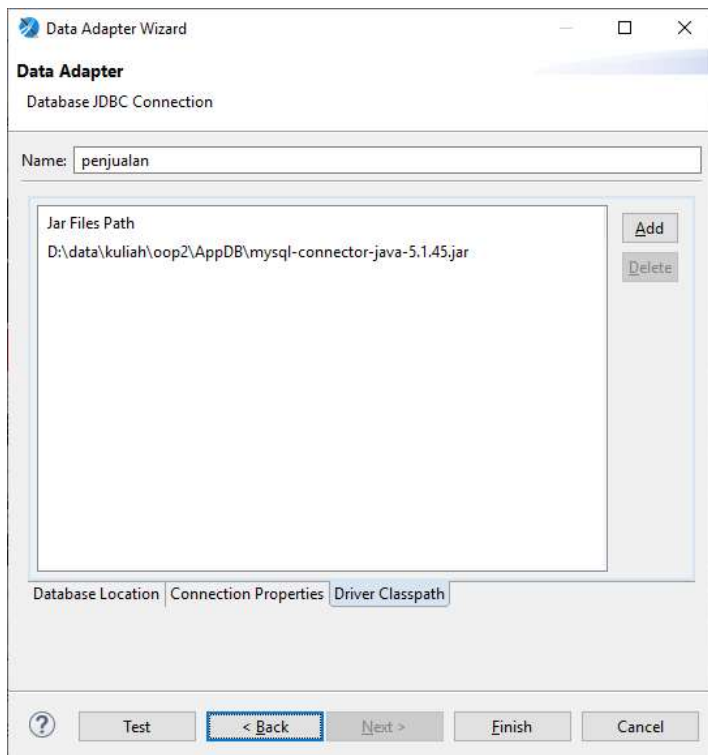 Data Adapter Wizard
Data Adapter
Database JDBC Connection
Name: penjualan
Jar Files Path
Add
D:\data\kuliah\oop2\AppDB\mysql-connector-java-5.1.45.jar
Delete
Database Location Connection Properties Driver Classpath
? Test < Back Next > Finish Cancel